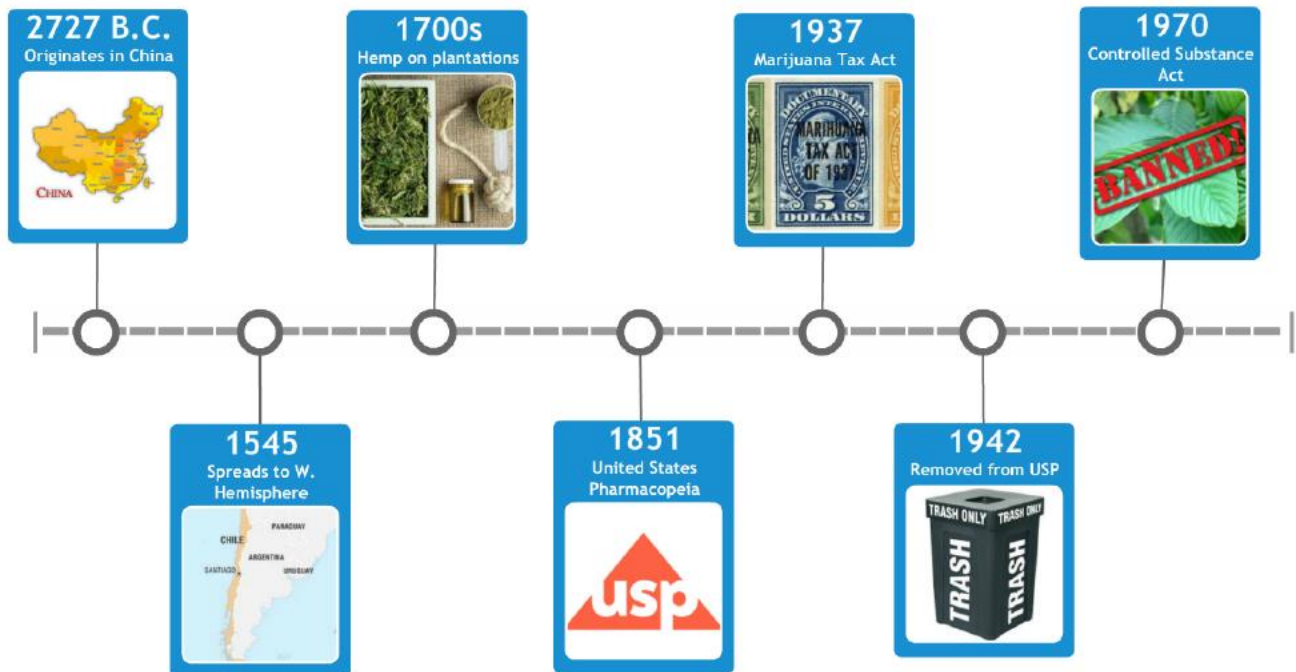 2727 B.C.
Originates in China
CHINA
1700s
Hemp on plantations
1937
Marijuana Tax Act
DOCUMENTARY
MARIHUANA
TAX ACT
OF 1937
5
DOLLARS
1970
Controlled Substance
Act
BANNED!
1545
Spreads to W.
Hemisphere
PARAGUAY
CHILE
ARGENTINA
SANTIAGO
URUGUAY
1851
United States
Pharmacopeia
usp
1942
Removed from USP
TRASH ONLY
TRASH ONLY
TRASH
TRASH